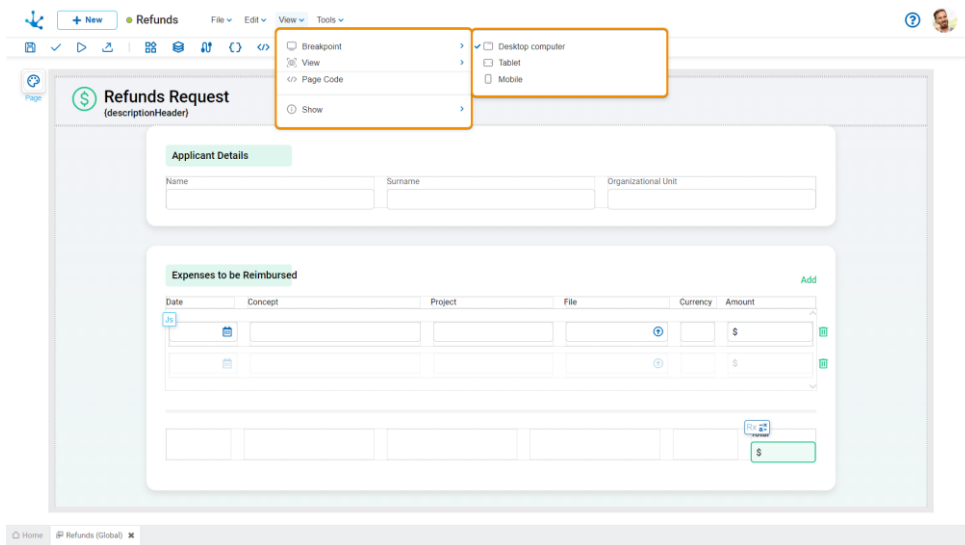 + New
Refunds
File
Edit
View
Tools
Breakpoint
View
Page Code
Show
Desktop computer
Tablet
Mobile
Page
Refunds Request
{descriptionHeader}
Applicant Details
Name
Surname
Organizational Unit
Expenses to be Reimbursed
Add
Date
Concept
Project
File
Currency
Amount
Js
$
$
Rx
$
Home
Refunds (Global)